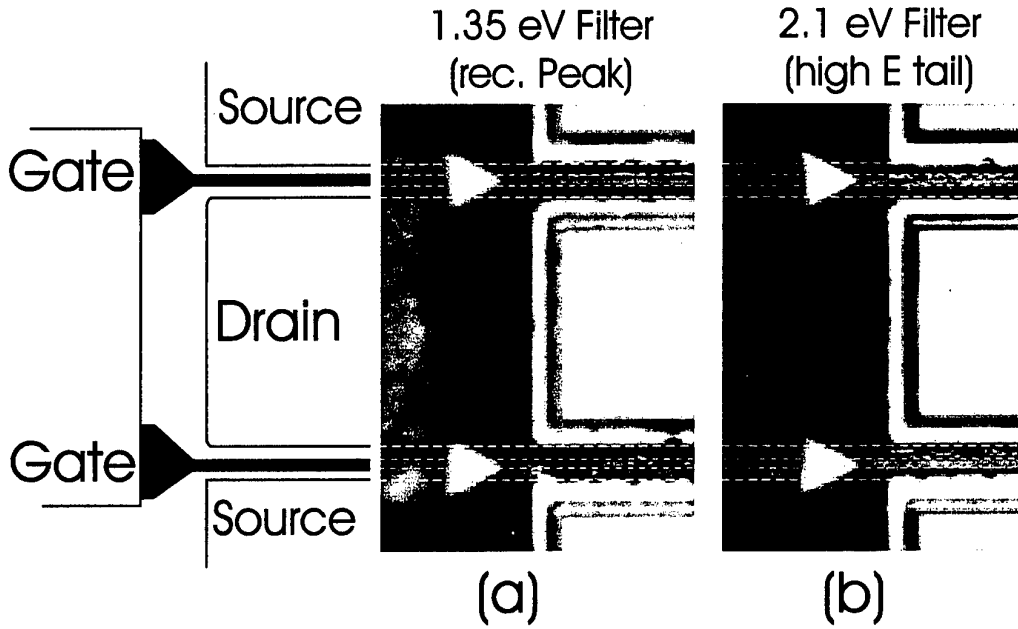 1.35 eV Filter
(rec. Peak)
2.1 eV Filter
(high E tail)
Source
Gate
Drain
Gate
Source
(a)
(b)